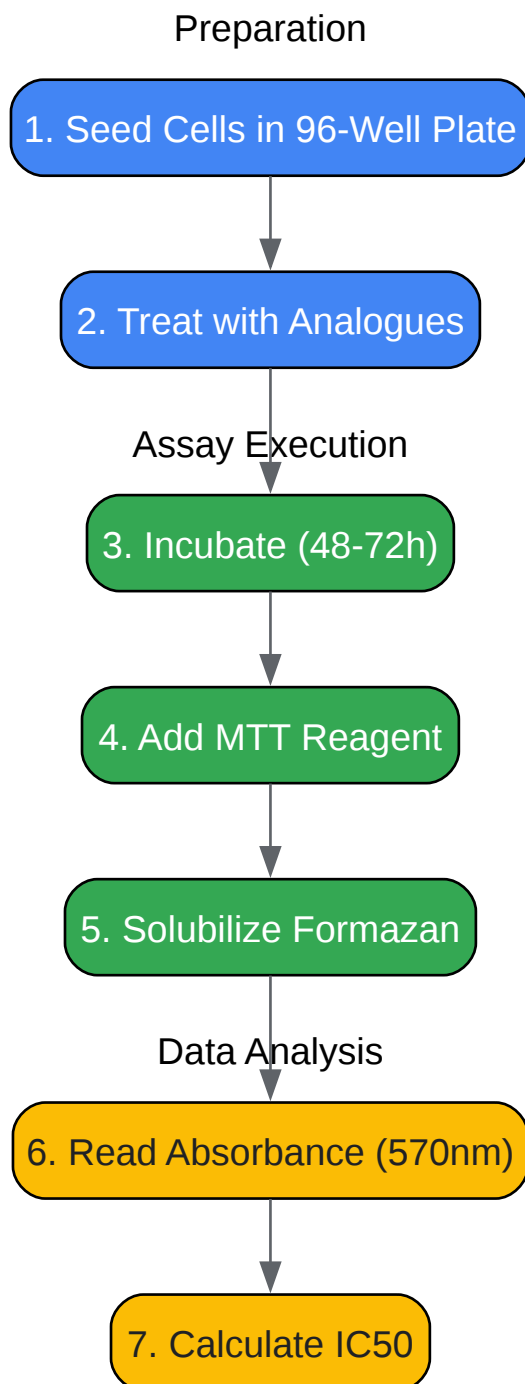 Preparation
1. Seed Cells in 96-Well Plate
2. Treat with Analogues
Assay Execution
3. Incubate (48-72h)
4. Add MTT Reagent
5. Solubilize Formazan
Data Analysis
6. Read Absorbance (570nm)
7. Calculate IC50